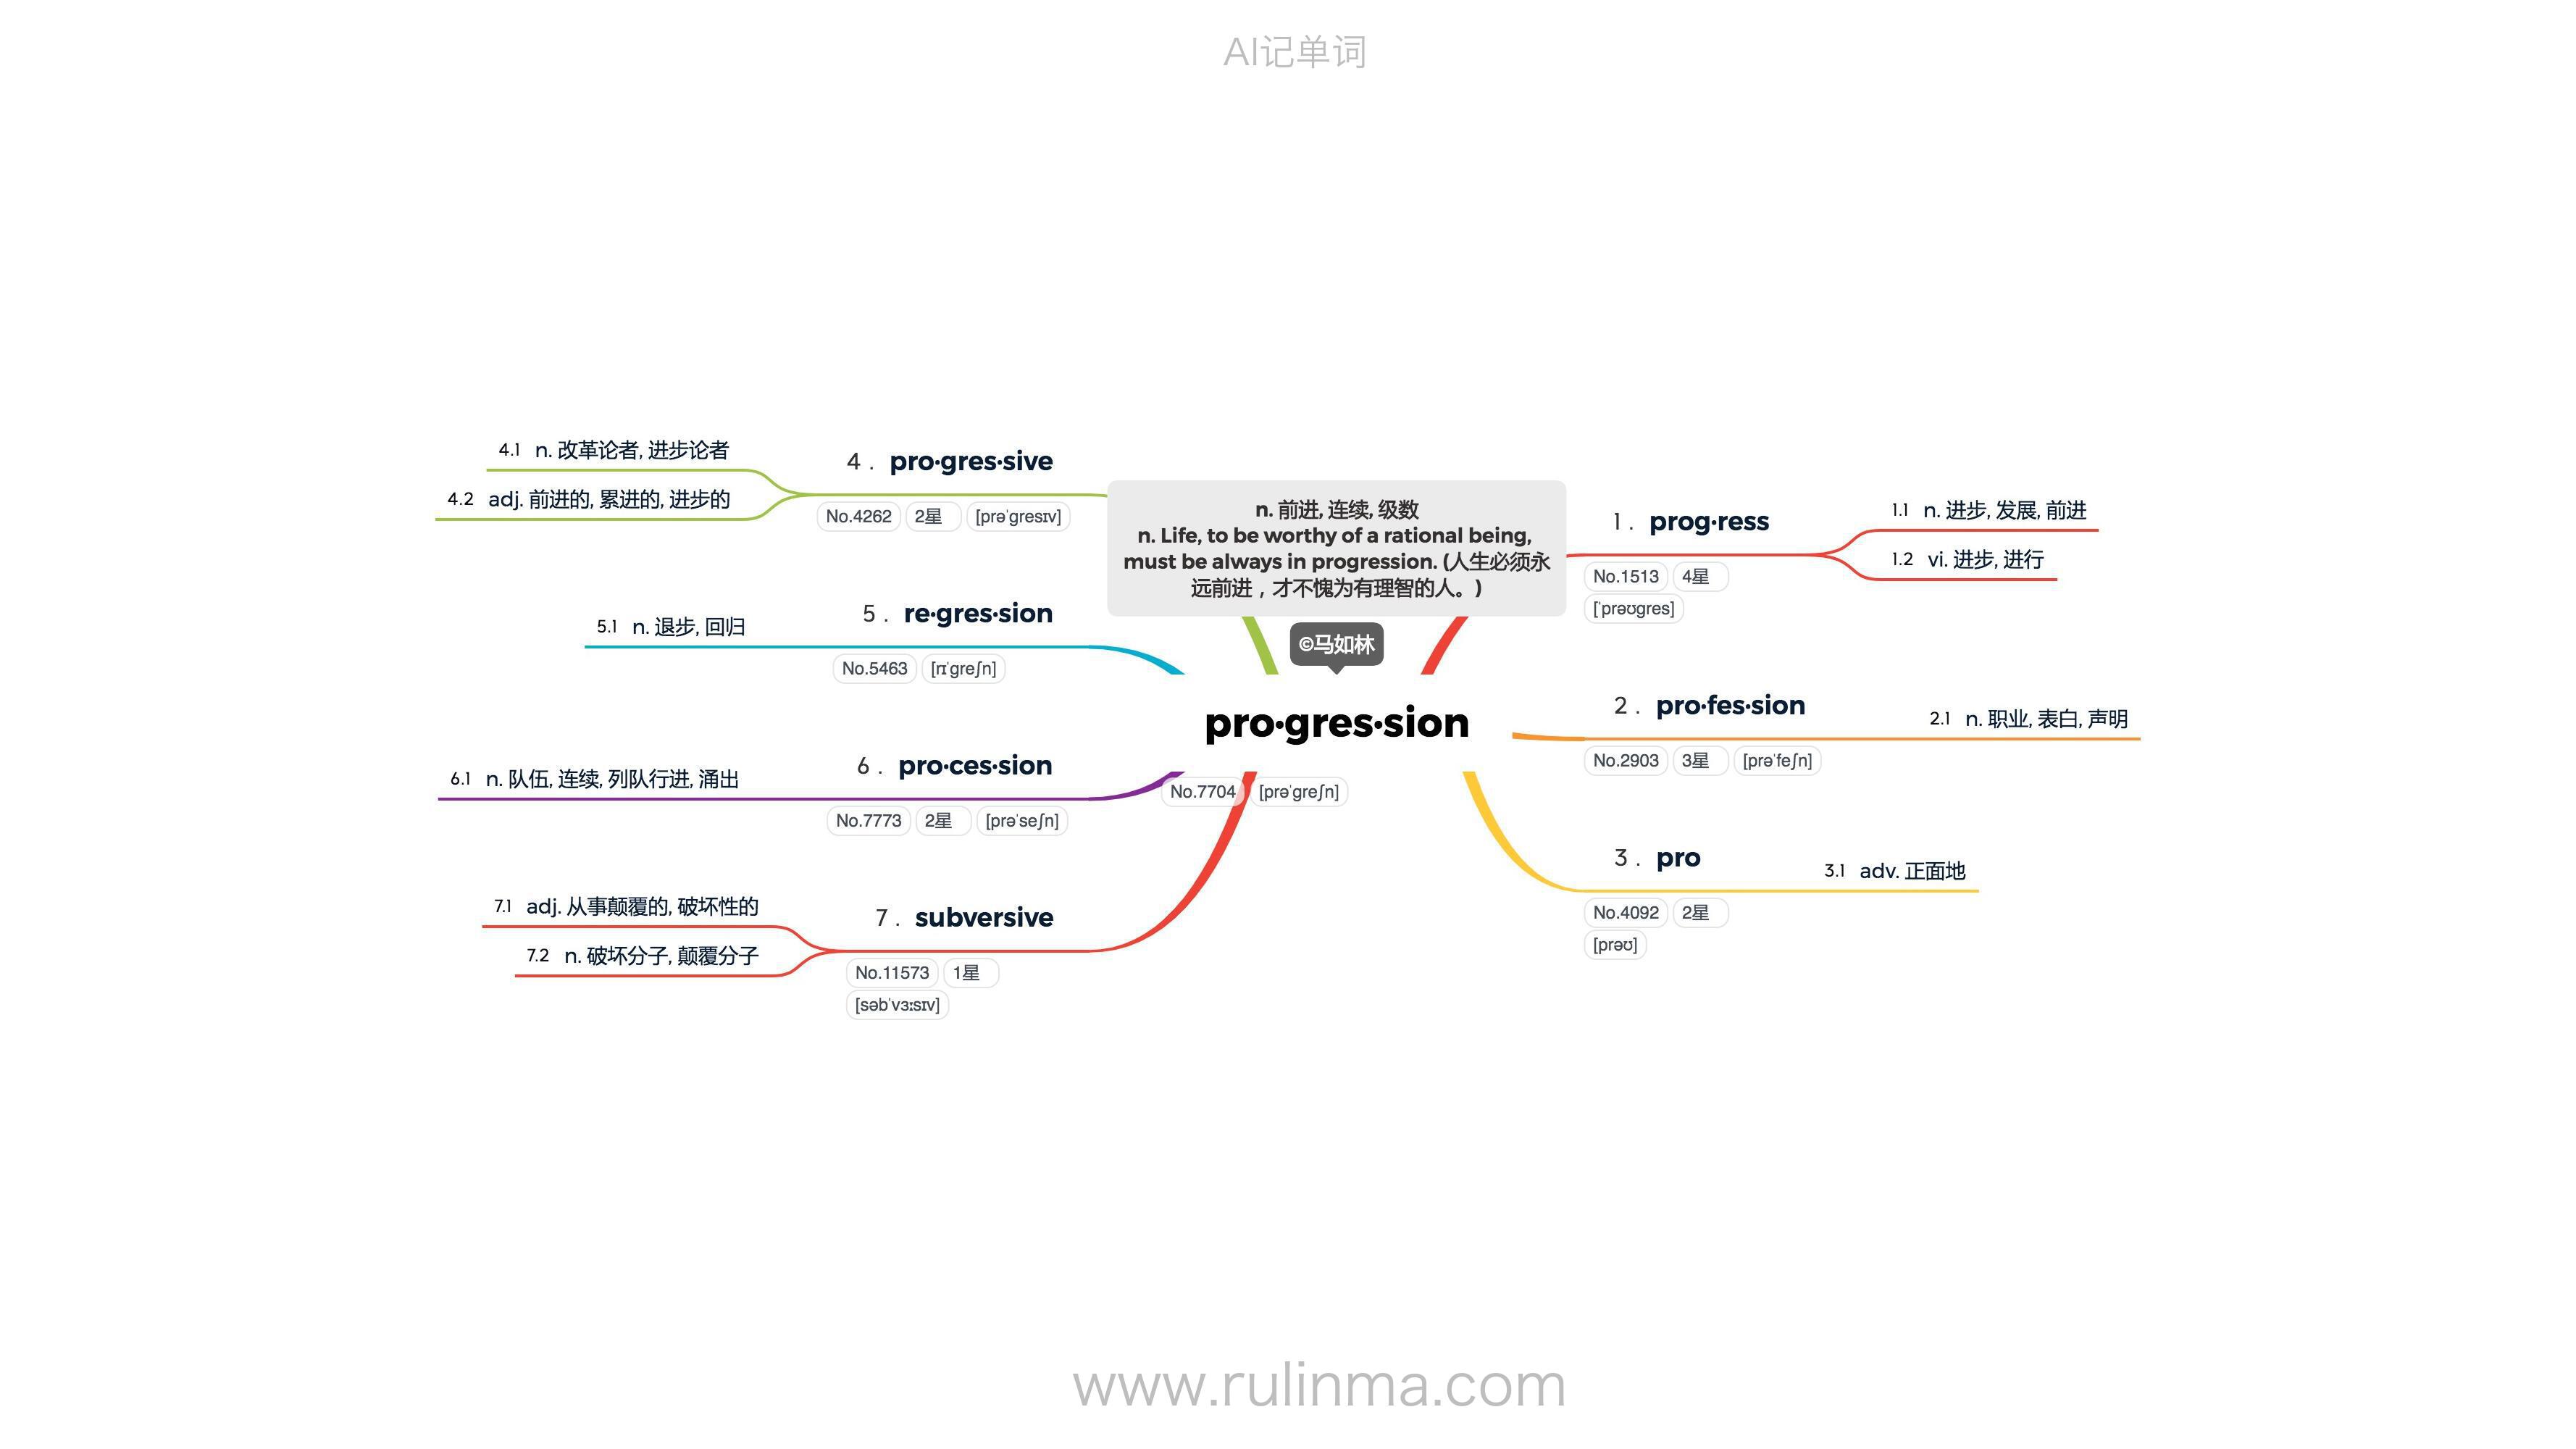 AI记单词
n. 前进, 连续, 级数
n. Life, to be worthy of a rational being,
must be always in progression. (人生必须永
远前进，才不愧为有理智的人。)
©马如林
pro·gres·sion
No.7704 [prəˈɡreʃn]
1 . prog·ress
No.1513 4星
[ˈprəʊɡres]
1.1 n. 进步, 发展, 前进
1.2 vi. 进步, 进行
2 . pro·fes·sion
No.2903 3星 [prəˈfeʃn]
2.1 n. 职业, 表白, 声明
3 . pro
No.4092 2星
[prəʊ]
3.1 adv. 正面地
4 . pro·gres·sive
No.4262 2星 [prəˈɡresɪv]
4.1 n. 改革论者, 进步论者
4.2 adj. 前进的, 累进的, 进步的
5 . re·gres·sion
No.5463 [rɪˈɡreʃn]
5.1 n. 退步, 回归
6 . pro·ces·sion
No.7773 2星 [prəˈseʃn]
6.1 n. 队伍, 连续, 列队行进, 涌出
7 . subversive
No.11573 1星
[səbˈvɜːsɪv]
7.1 adj. 从事颠覆的, 破坏性的
7.2 n. 破坏分子, 颠覆分子
www.rulinma.com